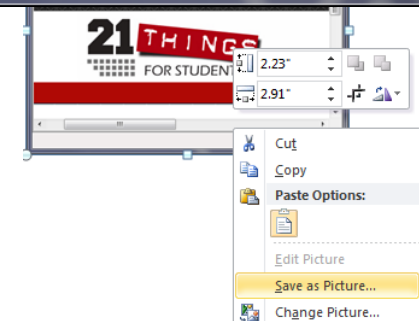 21 THINGS
FOR STUDENT
2.23"
2.91"
Cut
Copy
Paste Options:
Edit Picture
Save as Picture...
Change Picture...